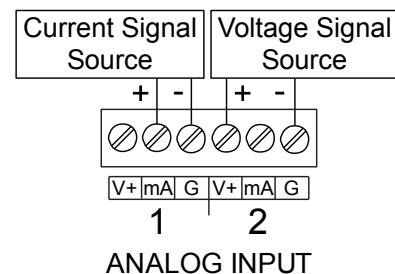 Current Signal Source
Voltage Signal Source
+ - + -
V+ mA G V+ mA G
1 2
ANALOG INPUT